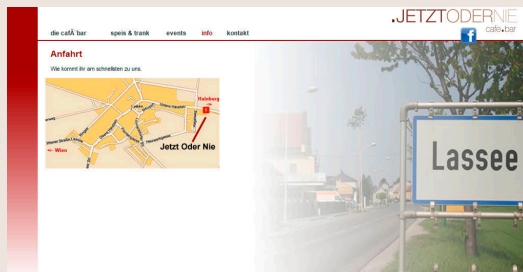 .JETZTODERNIE
cafe.bar
die cafÃ bar speis & trank events info kontakt
Anfahrt
Wie kommt ihr am schnellsten zu uns.
Hainberg
Jetzt Oder Nie
<- Wien
Lassee